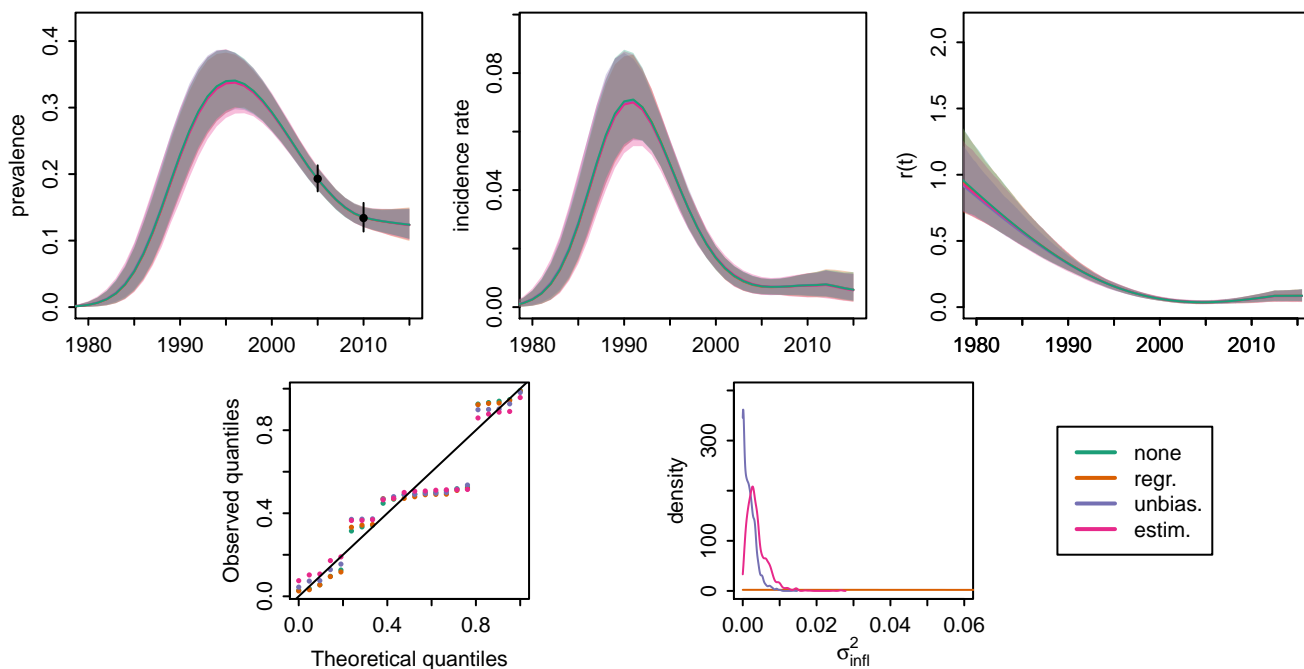 prevalence
0.0 0.1 0.2 0.3 0.4
1980 1990 2000 2010
incidence rate
0.00 0.04 0.08
1980 1990 2000 2010
r(t)
0.0 0.5 1.0 1.5 2.0
1980 1990 2000 2010
Observed quantiles
0.0 0.4 0.8
0.0 0.4 0.8
Theoretical quantiles
density
0 100 300
0.00 0.02 0.04 0.06
σ²infl
none
regr.
unbias.
estim.